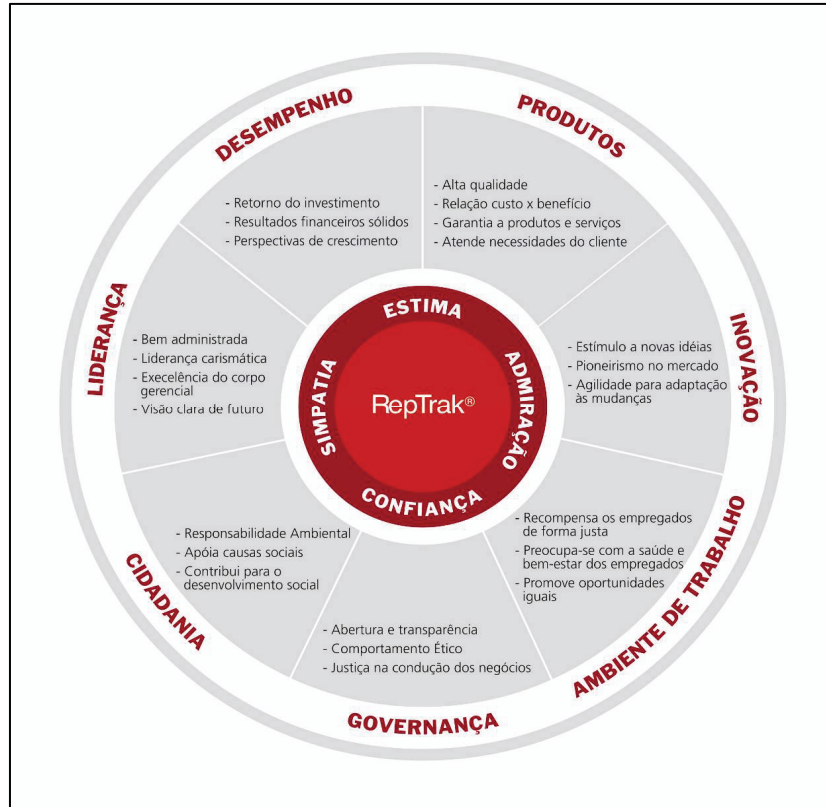 DESEMPENHO
- Retorno do investimento
- Resultados financeiros sólidos
- Perspectivas de crescimento
PRODUTOS
- Alta qualidade
- Relação custo x benefício
- Garantia a produtos e serviços
- Atende necessidades do cliente
INOVAÇÃO
- Estímulo a novas idéias
- Pioneirismo no mercado
- Agilidade para adaptação
às mudanças
AMBIENTE DE TRABALHO
- Recompensa os empregados
de forma justa
- Preocupa-se com a saúde e
bem-estar dos empregados
- Promove oportunidades
iguais
GOVERNANÇA
- Abertura e transparência
- Comportamento Ético
- Justiça na condução dos negócios
CIDADANIA
- Responsabilidade Ambiental
- Apóia causas sociais
- Contribui para o
desenvolvimento social
LIDERANÇA
- Bem administrada
- Liderança carismática
- Execelência do corpo
gerencial
- Visão clara de futuro
ESTIMA
ADMIRAÇÃO
CONFIANÇA
SIMPATIA
RepTrak®